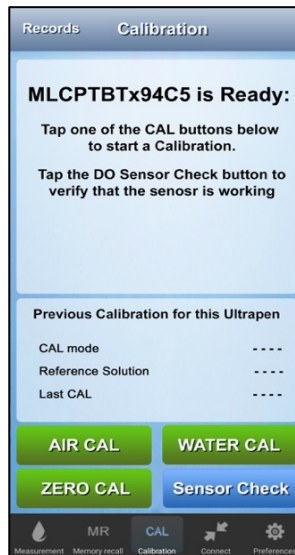 Records Calibration
MLCPTBTx94C5 is Ready:
Tap one of the CAL buttons below
to start a Calibration.
Tap the DO Sensor Check button to
verify that the senosr is working
Previous Calibration for this Ultrapen
CAL mode ----
Reference Solution ----
Last CAL ----
AIR CAL WATER CAL
ZERO CAL Sensor Check
MR CAL
Measurement Memory recall Calibration Connect Preference